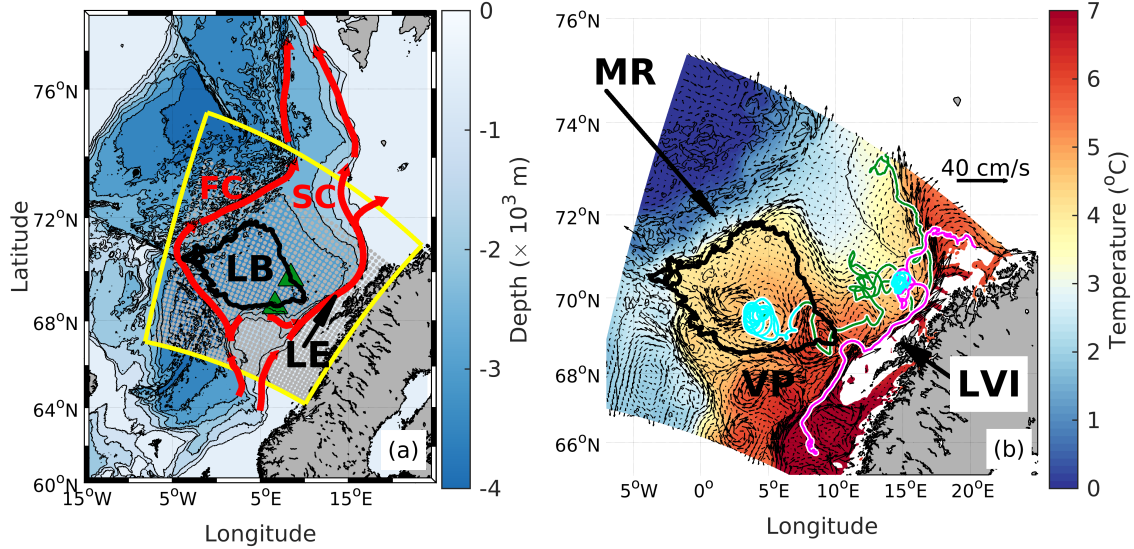 76°N
72°N
68°N
64°N
60°N
Latitude
15°W
5°W
5°E
15°E
Longitude
FC
SC
LB
LE
(a)
0
-1
-2
-3
-4
Depth (× 10³ m)
76°N
74°N
72°N
70°N
68°N
66°N
5°W
0°
5°E
10°E
15°E
20°E
Longitude
MR
40 cm/s
VP
LVI
(b)
7
6
5
4
3
2
1
0
Temperature (°C)